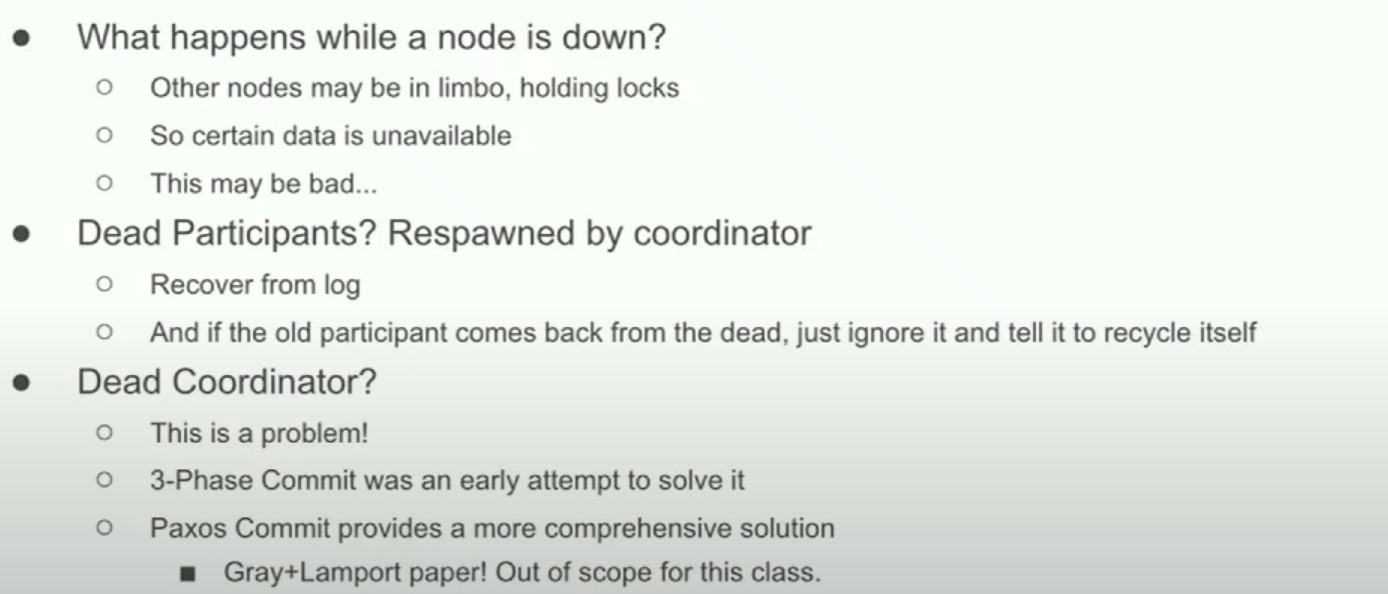 ● What happens while a node is down?
○ Other nodes may be in limbo, holding locks
○ So certain data is unavailable
○ This may be bad...
● Dead Participants? Respawned by coordinator
○ Recover from log
○ And if the old participant comes back from the dead, just ignore it and tell it to recycle itself
● Dead Coordinator?
○ This is a problem!
○ 3-Phase Commit was an early attempt to solve it
○ Paxos Commit provides a more comprehensive solution
■ Gray+Lamport paper! Out of scope for this class.